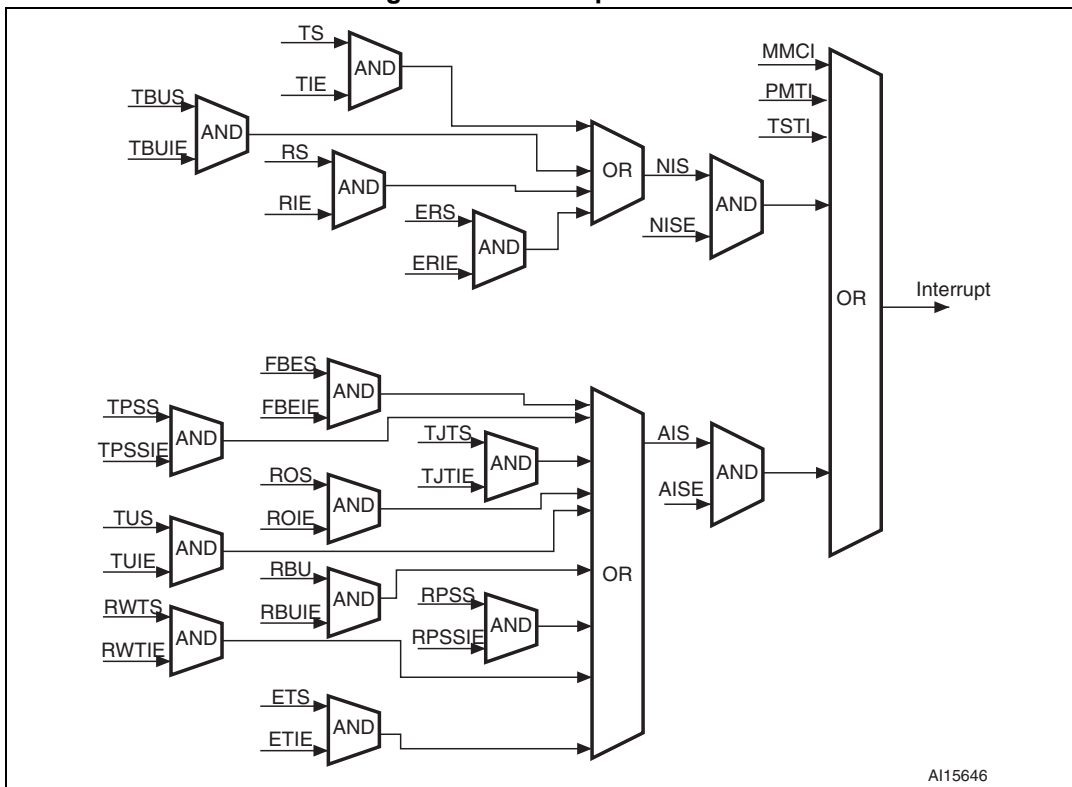 TS
AND
TIE
TBUS
AND
TBUIE
RS
AND
RIE
ERS
AND
ERIE
OR
NIS
AND
NISE
MMCI
PMTI
TSTI
OR
Interrupt
FBES
AND
FBEIE
TPSS
AND
TPSSIE
TJTS
AND
TJTIE
ROS
AND
ROIE
TUS
AND
TUIE
RBU
AND
RBUIE
RPSS
AND
RPSSIE
RWTS
AND
RWTIE
ETS
AND
ETIE
OR
AIS
AND
AISE
AI15646